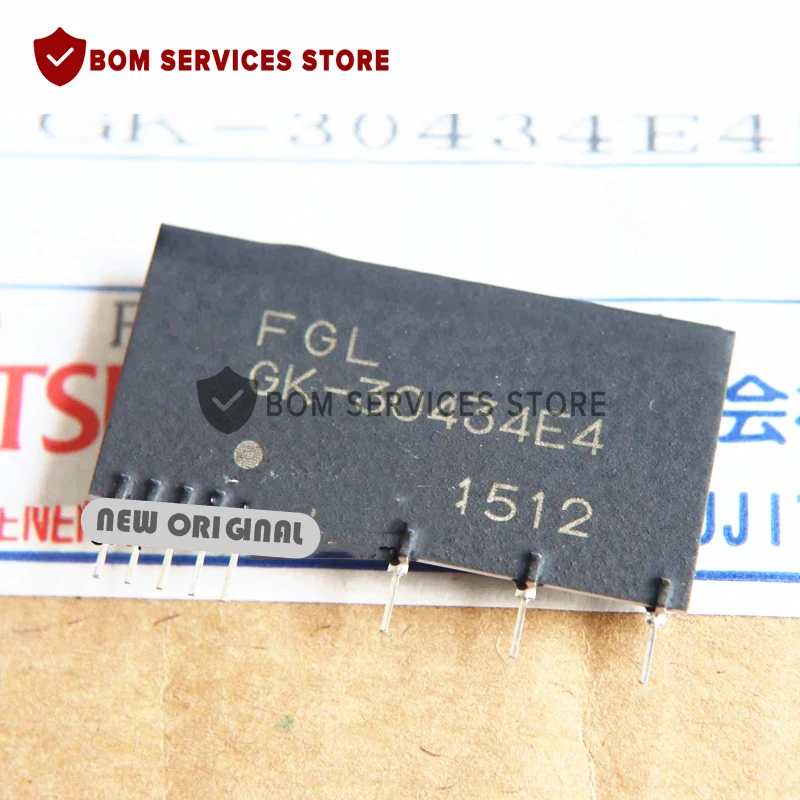 BOM SERVICES STORE
GK-30434E4
FGL
GK-30434E4
BOM SERVICES STORE
1512
NEW ORIGINAL